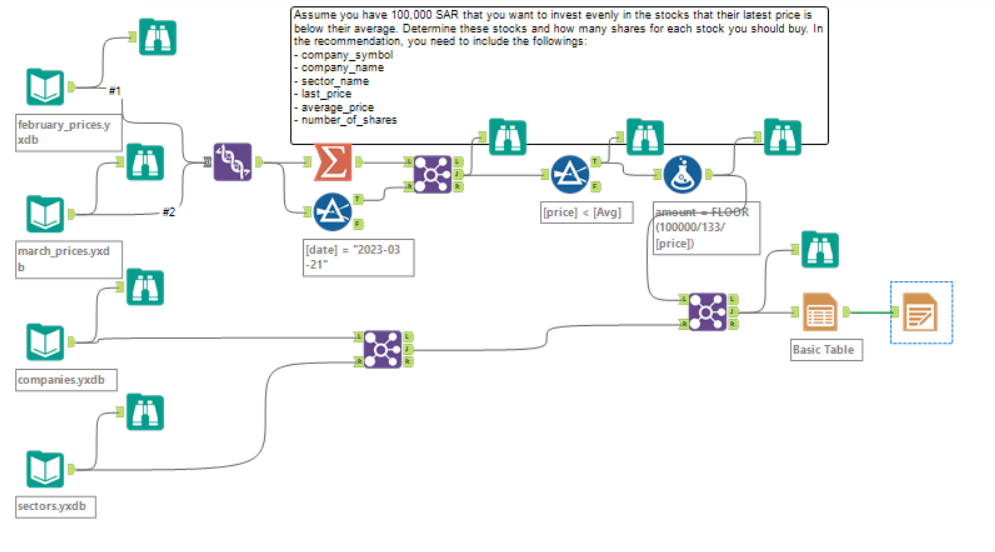 Assume you have 100,000 SAR that you want to invest evenly in the stocks that their latest price is
below their average. Determine these stocks and how many shares for each stock you should buy. In
the recommendation, you need to include the followings:
- company_symbol
- company_name
- sector_name
- last_price
- average_price
- number_of_shares
#1
february_prices.y
xdb
#2
march_prices.yxd
b
[date] = "2023-03
-21"
L
R
L
J
R
T
F
[price] < [Avg]
T
F
amount = FLOOR
(100000/133/
[price])
L
R
L
J
R
Basic Table
companies.yxdb
L
R
L
J
R
sectors.yxdb